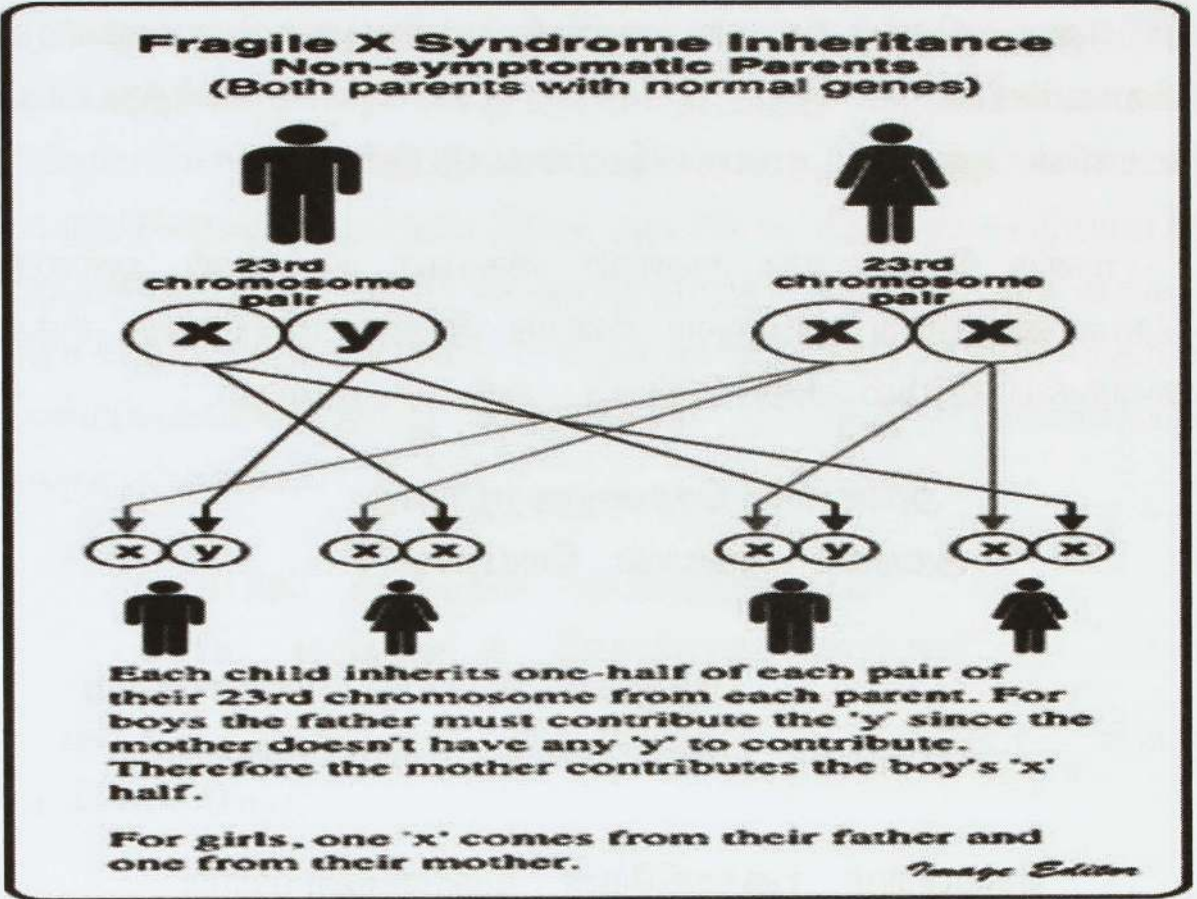 Fragile X Syndrome Inheritance
Non-symptomatic Parents
(Both parents with normal genes)
23rd
chromosome
pair
x y
23rd
chromosome
pair
x x
x y
x x
x y
x x
Each child inherits one-half of each pair of
their 23rd chromosome from each parent. For
boys the father must contribute the 'y' since the
mother doesn't have any 'y' to contribute.
Therefore the mother contributes the boy's 'x'
half.
For girls, one 'x' comes from their father and
one from their mother.
Image Editor